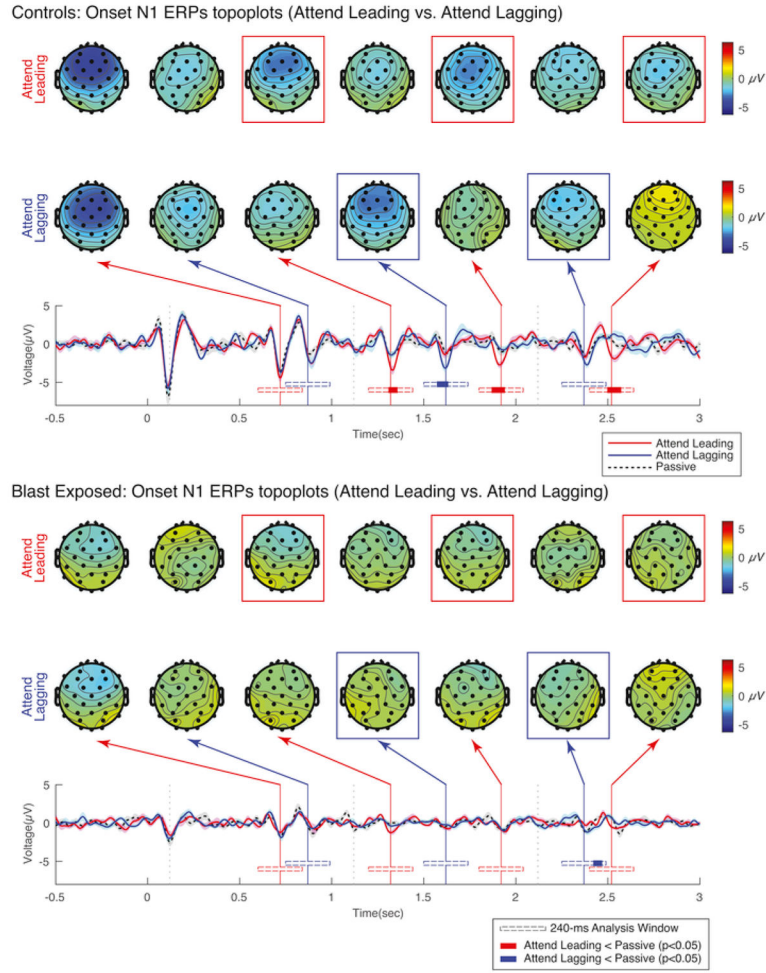 Controls: Onset N1 ERPs topoplots (Attend Leading vs. Attend Lagging)
Attend
Leading
5
0 μV
-5
Attend
Lagging
5
0 μV
-5
Voltage(μV)
5
0
-5
-0.5 0 0.5 1 1.5 2 2.5 3
Time(sec)
Attend Leading
Attend Lagging
Passive
Blast Exposed: Onset N1 ERPs topoplots (Attend Leading vs. Attend Lagging)
Attend
Leading
5
0 μV
-5
Attend
Lagging
5
0 μV
-5
Voltage(μV)
5
0
-5
-0.5 0 0.5 1 1.5 2 2.5 3
Time(sec)
240-ms Analysis Window
Attend Leading < Passive (p<0.05)
Attend Lagging < Passive (p<0.05)